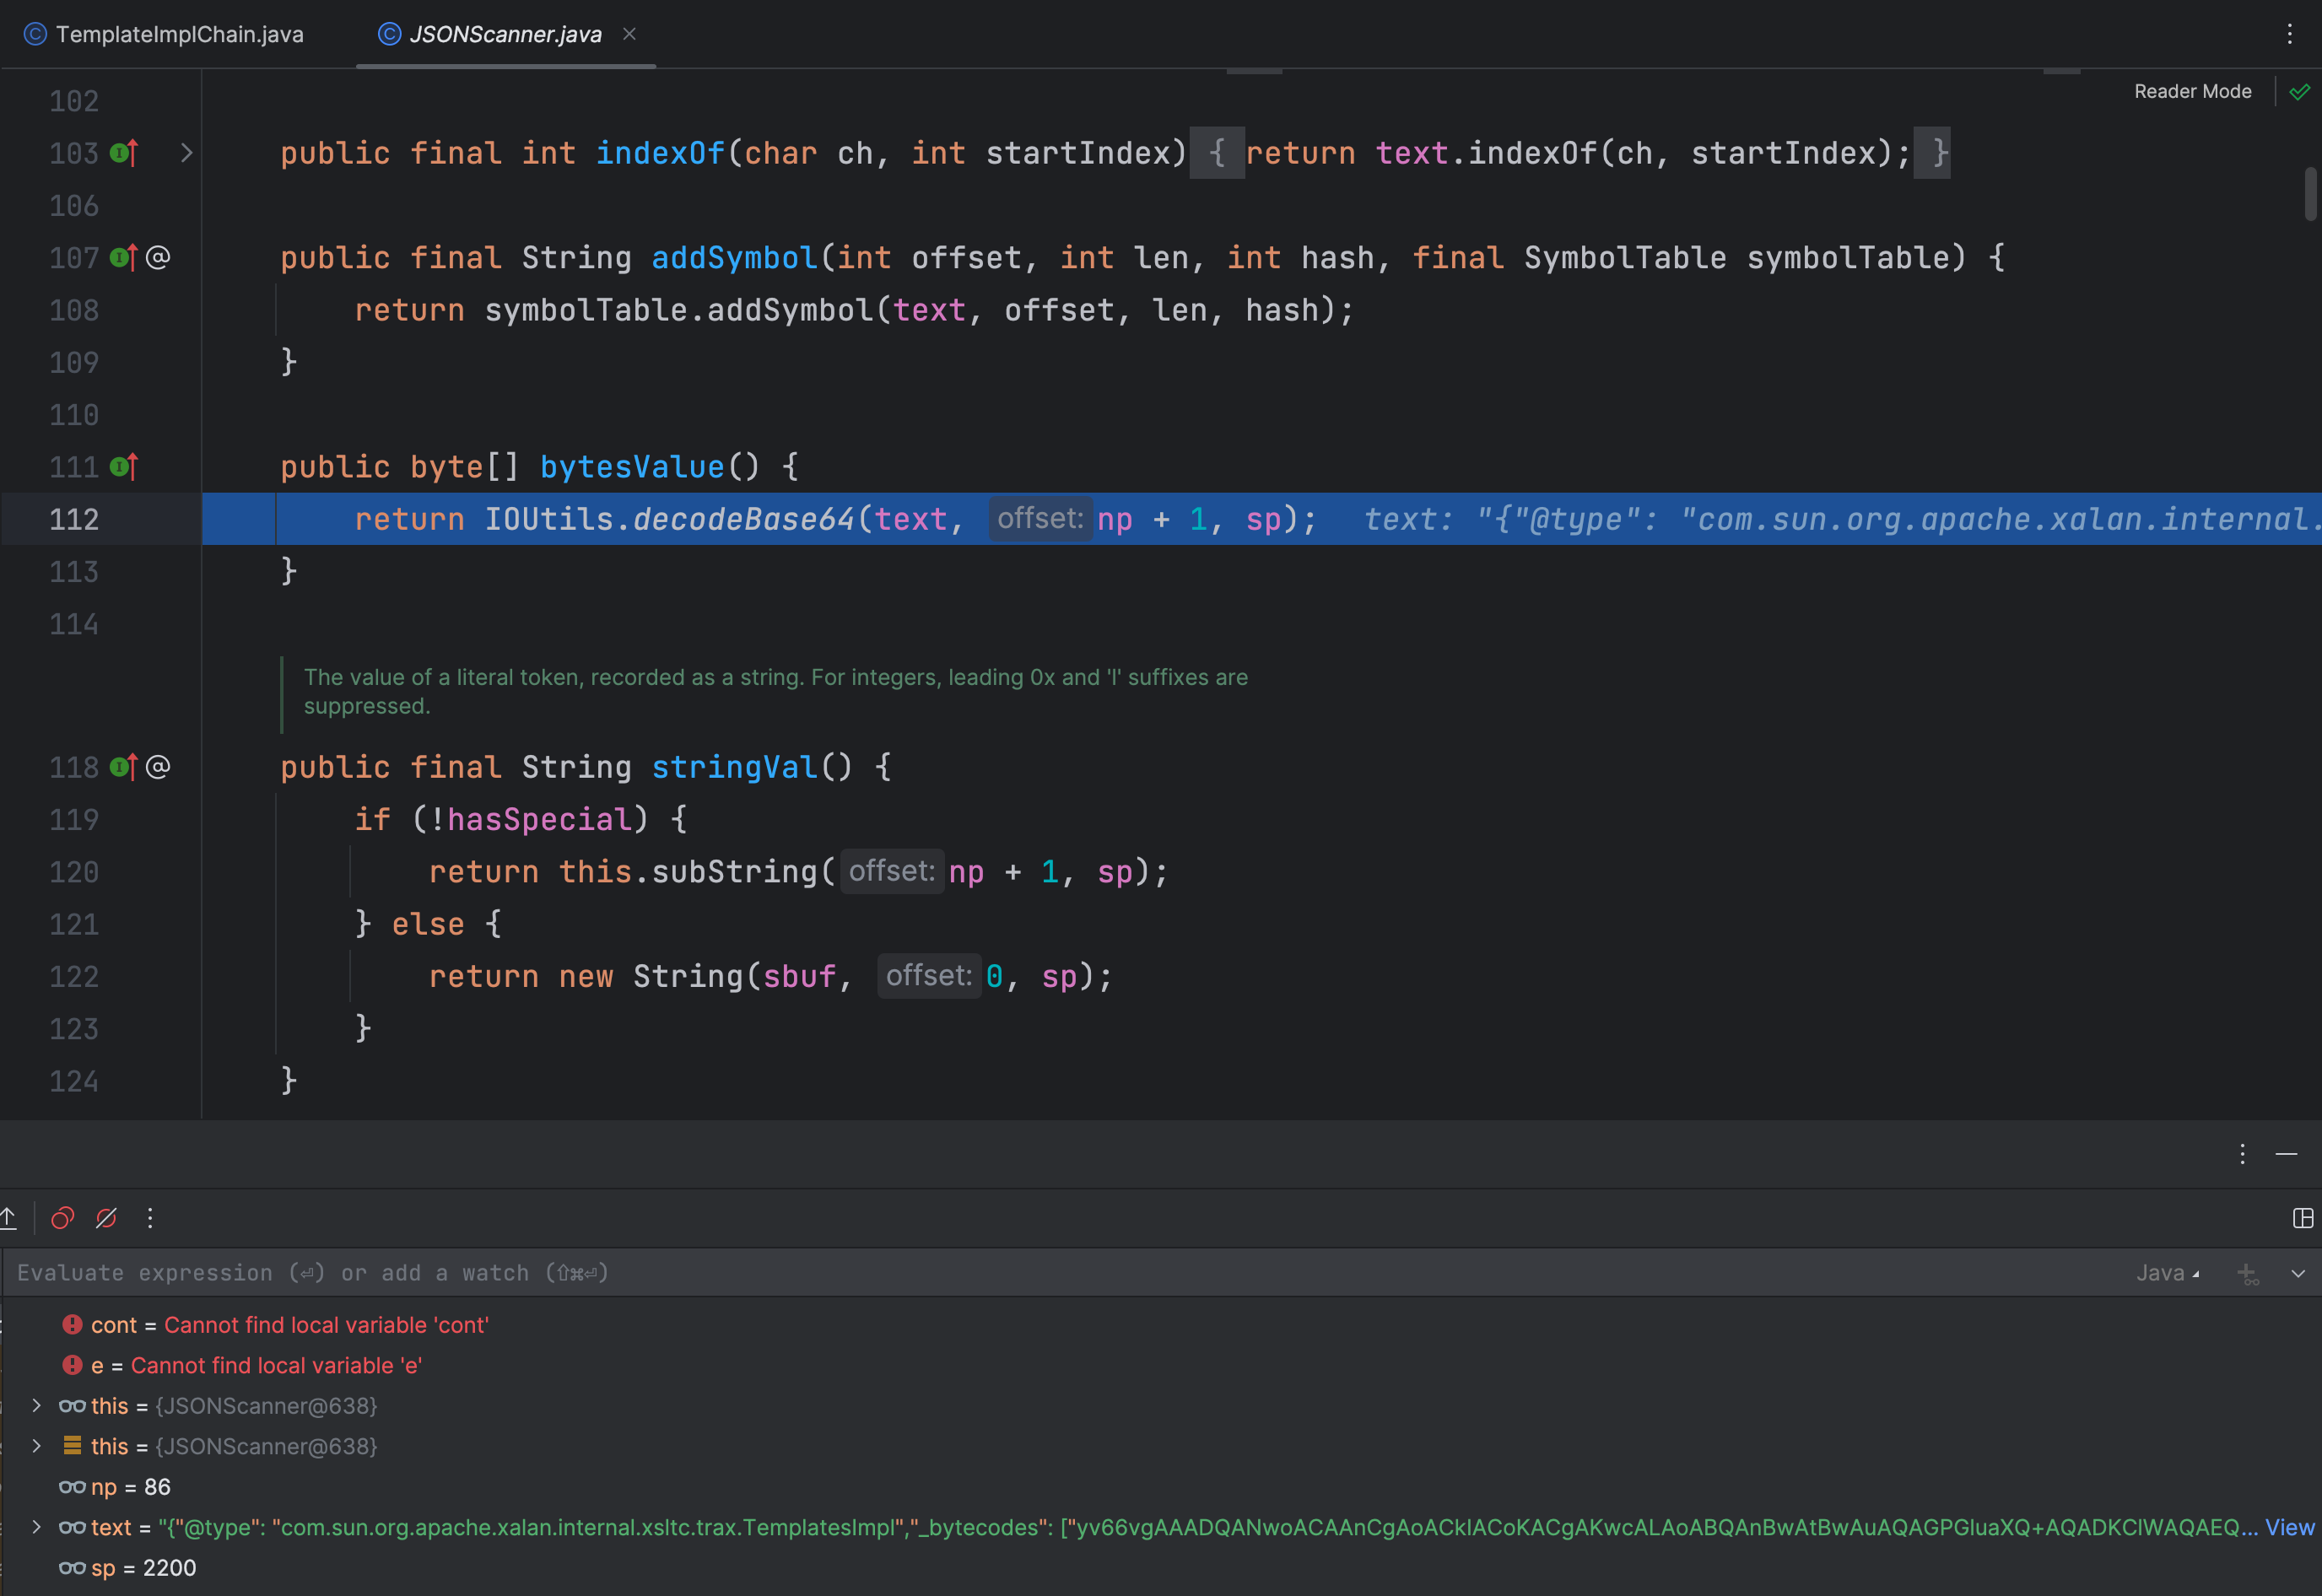 TemplateImplChain.java JSONScanner.java
Reader Mode
102
103 public final int indexOf(char ch, int startIndex) { return text.indexOf(ch, startIndex); }
106
107 @ public final String addSymbol(int offset, int len, int hash, final SymbolTable symbolTable) {
108 return symbolTable.addSymbol(text, offset, len, hash);
109 }
110
111 public byte[] bytesValue() {
112 return IOUtils.decodeBase64(text, offset: np + 1, sp); text: "{"@type": "com.sun.org.apache.xalan.internal.
113 }
114
The value of a literal token, recorded as a string. For integers, leading 0x and 'l' suffixes are
suppressed.
118 @ public final String stringVal() {
119 if (!hasSpecial) {
120 return this.subString( offset: np + 1, sp);
121 } else {
122 return new String(sbuf, offset: 0, sp);
123 }
124 }
Evaluate expression (⏎) or add a watch (⇧⌘⏎) Java
cont = Cannot find local variable 'cont'
e = Cannot find local variable 'e'
this = {JSONScanner@638}
this = {JSONScanner@638}
np = 86
text = "{"@type": "com.sun.org.apache.xalan.internal.xsltc.trax.TemplatesImpl","_bytecodes": ["yv66vgAAADQANwoACAAnCgAoACkIACoKACgAKwcALAoABQAnBwAtBwAuAQAGPGluaXQ+AQADKClWAQAEQ... View
sp = 2200